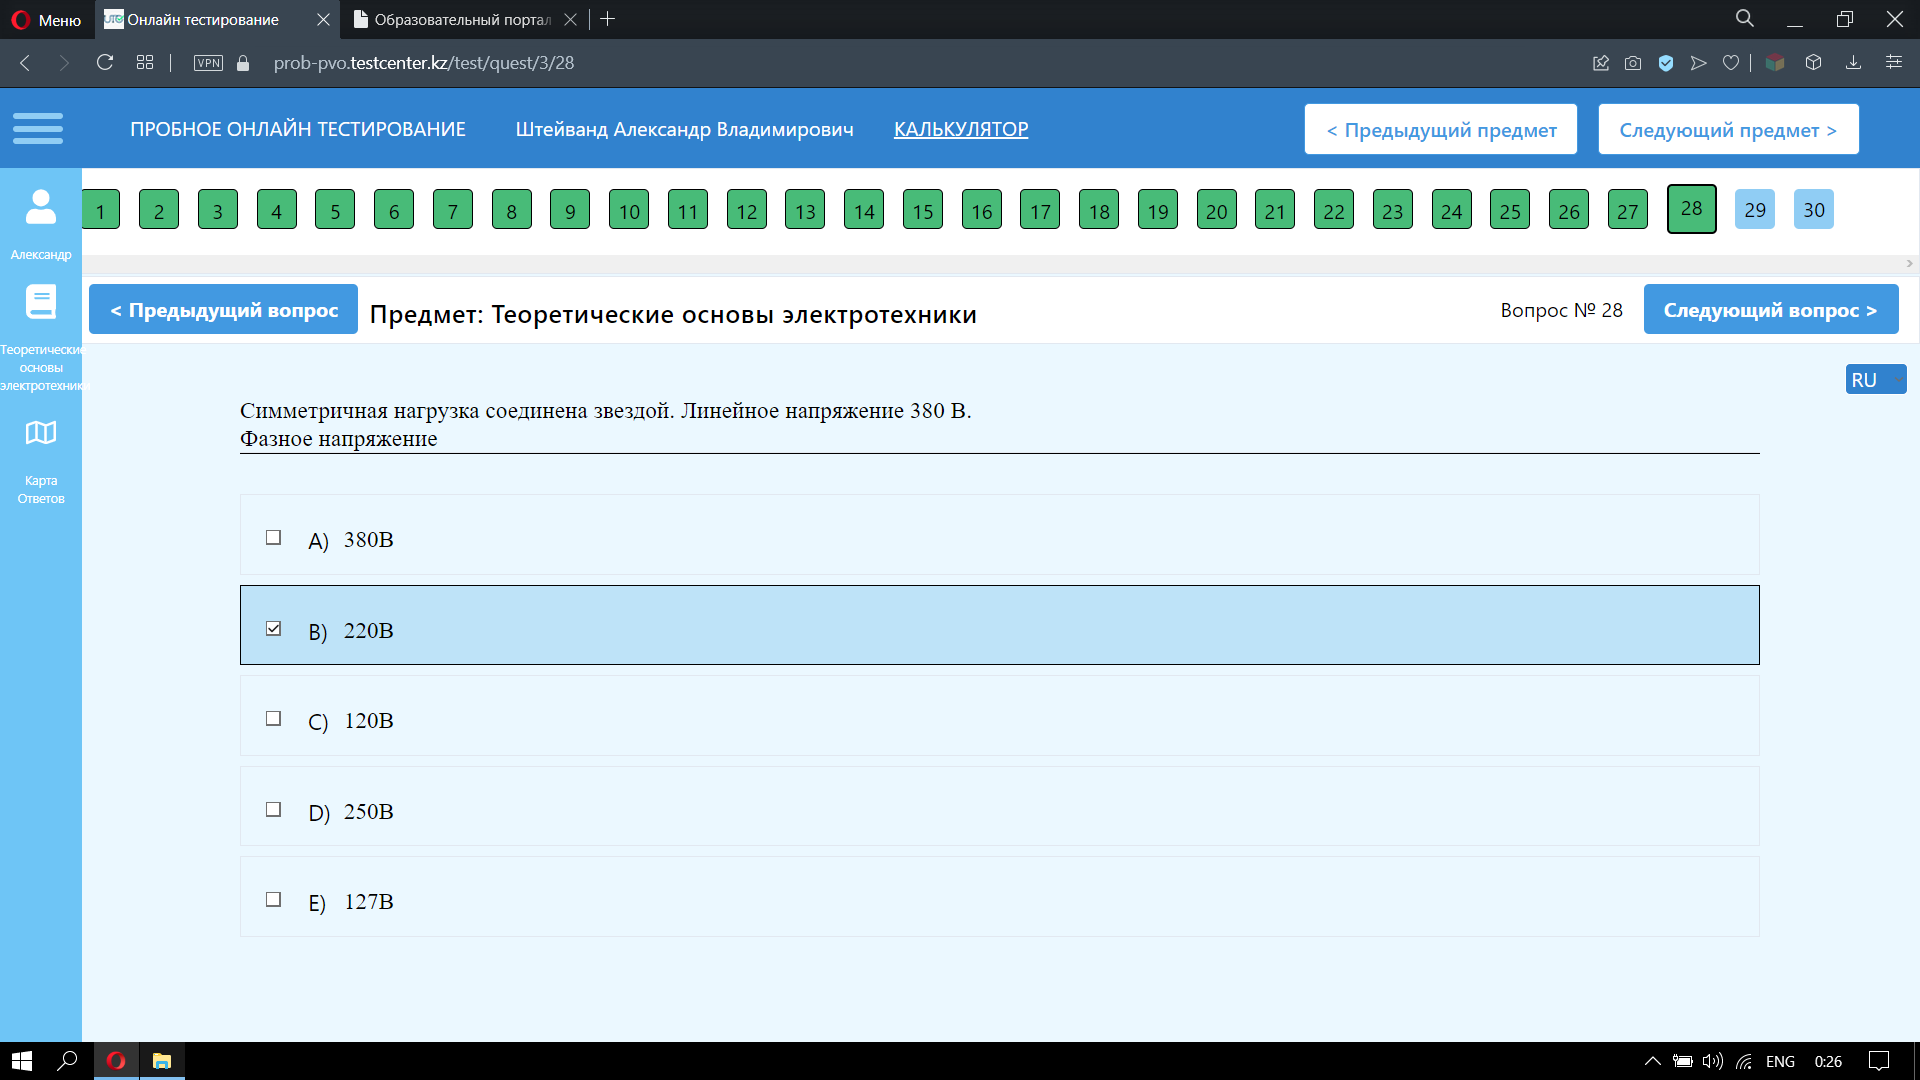 Меню
Онлайн тестирование
Образовательный портал
VPN
prob-pvo.testcenter.kz/test/quest/3/28
ПРОБНОЕ ОНЛАЙН ТЕСТИРОВАНИЕ
Штейванд Александр Владимирович
КАЛЬКУЛЯТОР
< Предыдущий предмет
Следующий предмет >
1 2 3 4 5 6 7 8 9 10 11 12 13 14 15 16 17 18 19 20 21 22 23 24 25 26 27 28 29 30
Александр
Теоретические
основы
электротехники
Карта
Ответов
< Предыдущий вопрос
Предмет: Теоретические основы электротехники
Вопрос № 28
Следующий вопрос >
RU
Симметричная нагрузка соединена звездой. Линейное напряжение 380 В.
Фазное напряжение
A) 380В
B) 220В
C) 120В
D) 250В
E) 127В
ENG
0:26